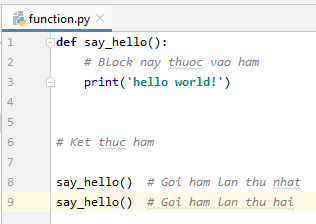 function.py ×
1 def say_hello():
2 # Block nay thuoc vao ham
3 print('hello world!')
4
5
6 # Ket thuc ham
7
8 say_hello() # Goi ham lan thu nhat
9 say_hello() # Goi ham lan thu hai